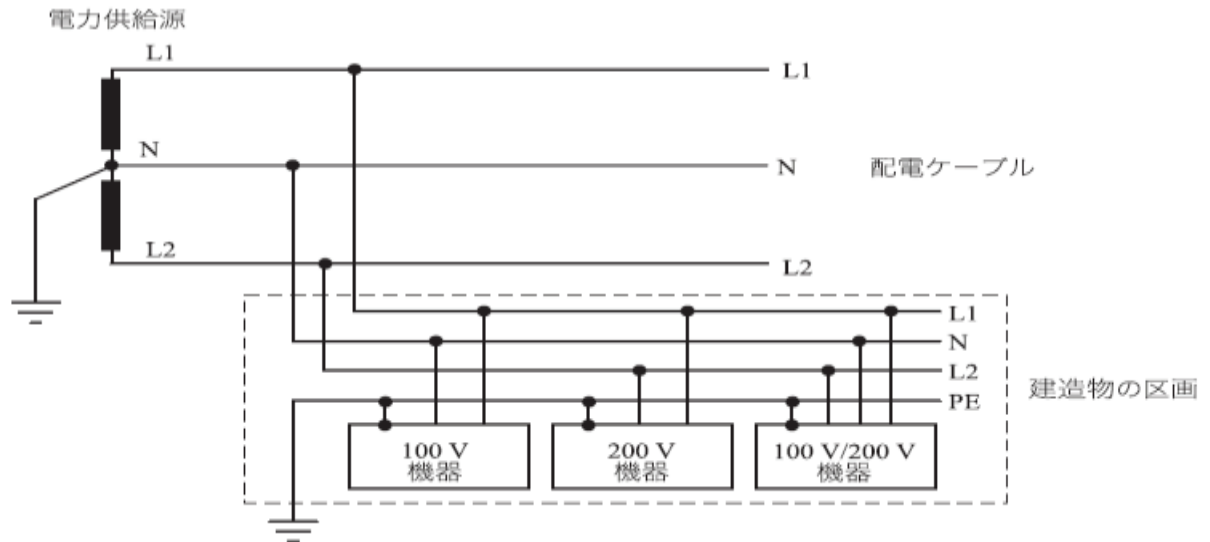 電力供給源
L1
L1
N
N
配電ケーブル
L2
L2
L1
N
L2
PE
建造物の区画
100 V
機器
200 V
機器
100 V/200 V
機器